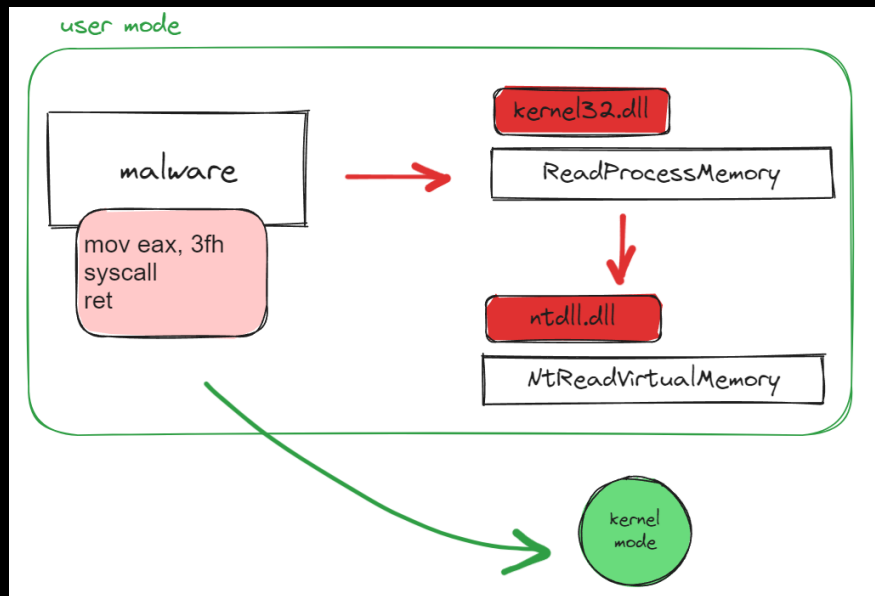 user mode
malware
mov eax, 3fh
syscall
ret
kernel32.dll
ReadProcessMemory
ntdll.dll
NtReadVirtualMemory
kernel
mode